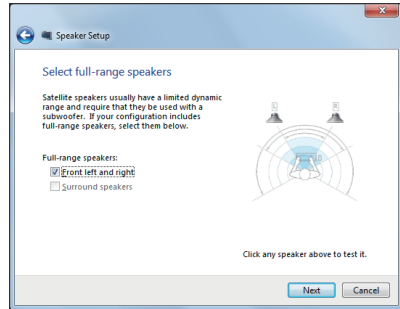 Speaker Setup
Select full-range speakers
Satellite speakers usually have a limited dynamic
range and require that they be used with a
subwoofer. If your configuration includes
full-range speakers, select them below.
L R
Full-range speakers:
Front left and right
Surround speakers
Click any speaker above to test it.
Next Cancel